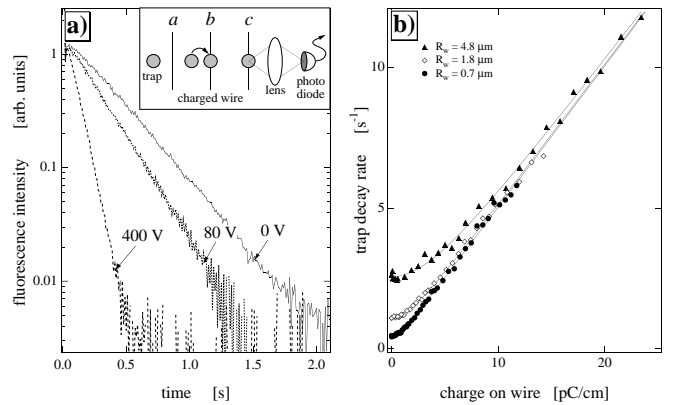 a)
a
b
c
trap
charged wire
lens
photo
diode
1
0.1
0.01
fluorescence intensity [arb. units]
400 V
80 V
0 V
0.0
0.5
1.0
1.5
2.0
time [s]
b)
R_w = 4.8 µm
R_w = 1.8 µm
R_w = 0.7 µm
10
5
0
trap decay rate [s⁻¹]
0
10
20
charge on wire [pC/cm]